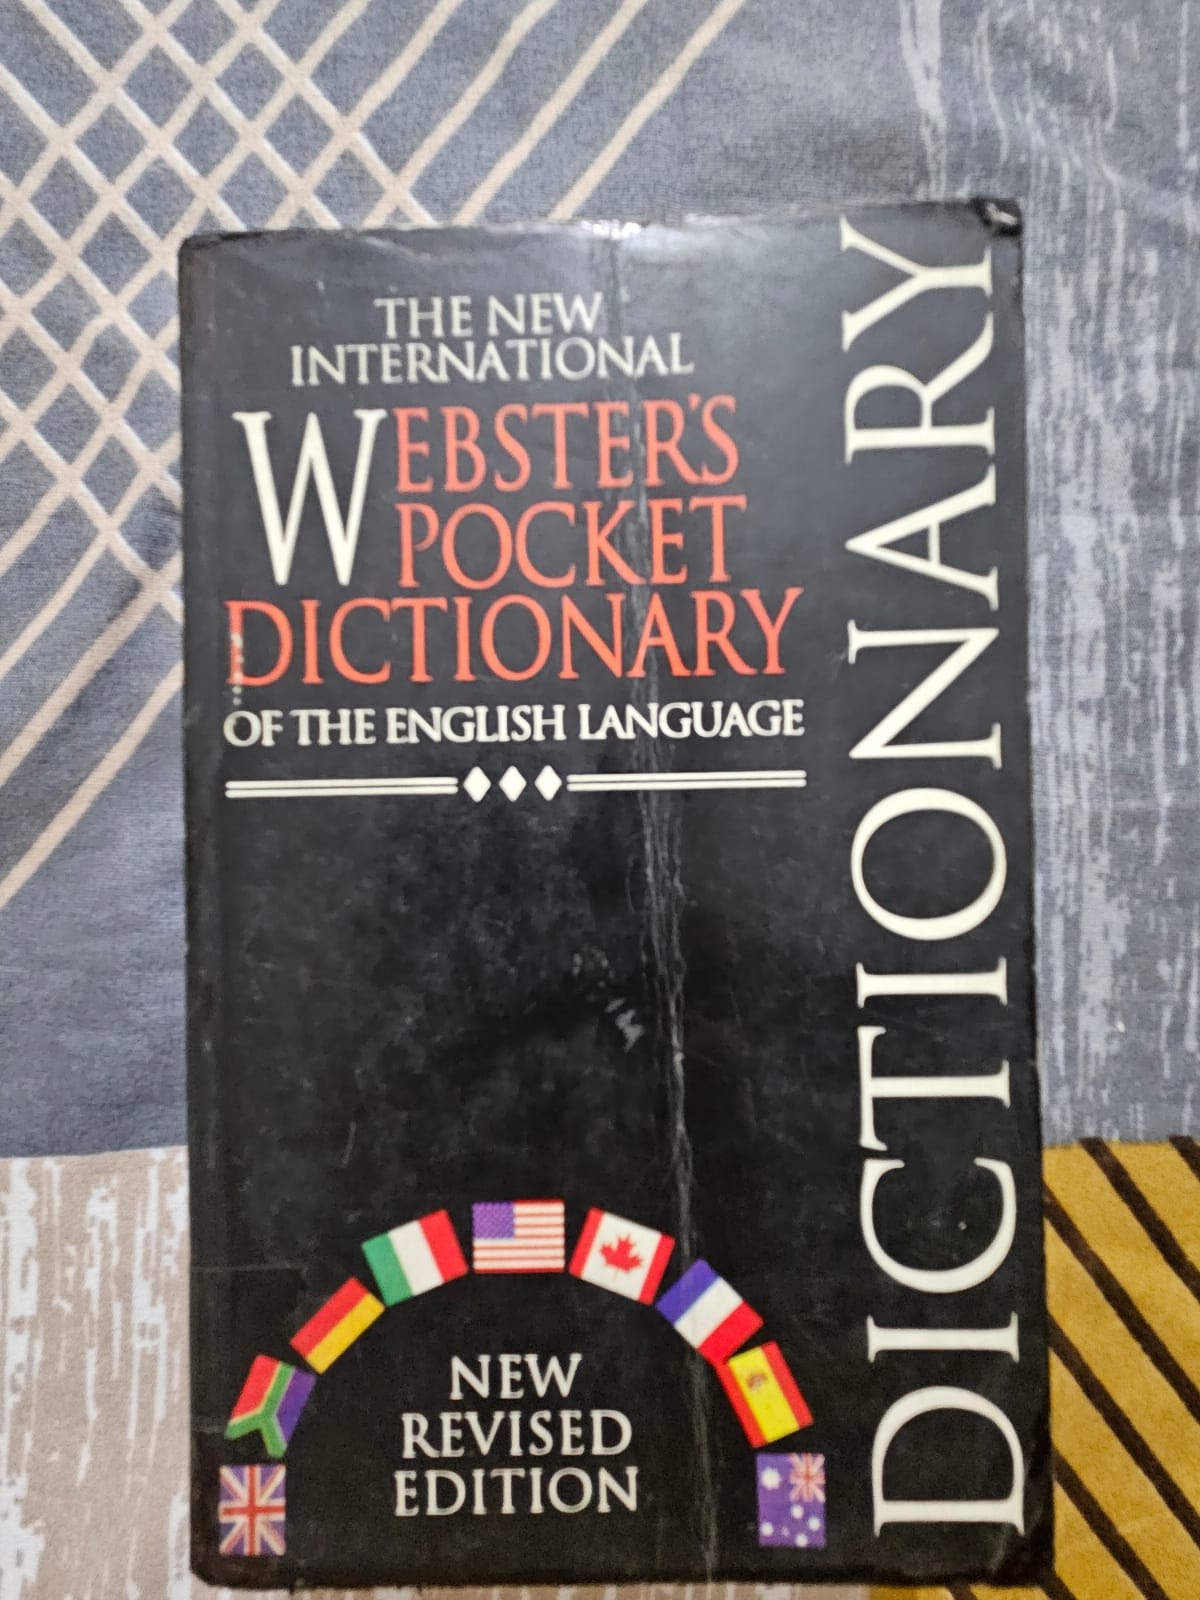 THE NEW
INTERNATIONAL
WEBSTER'S
POCKET
DICTIONARY
OF THE ENGLISH LANGUAGE
DICTIONARY
NEW
REVISED
EDITION